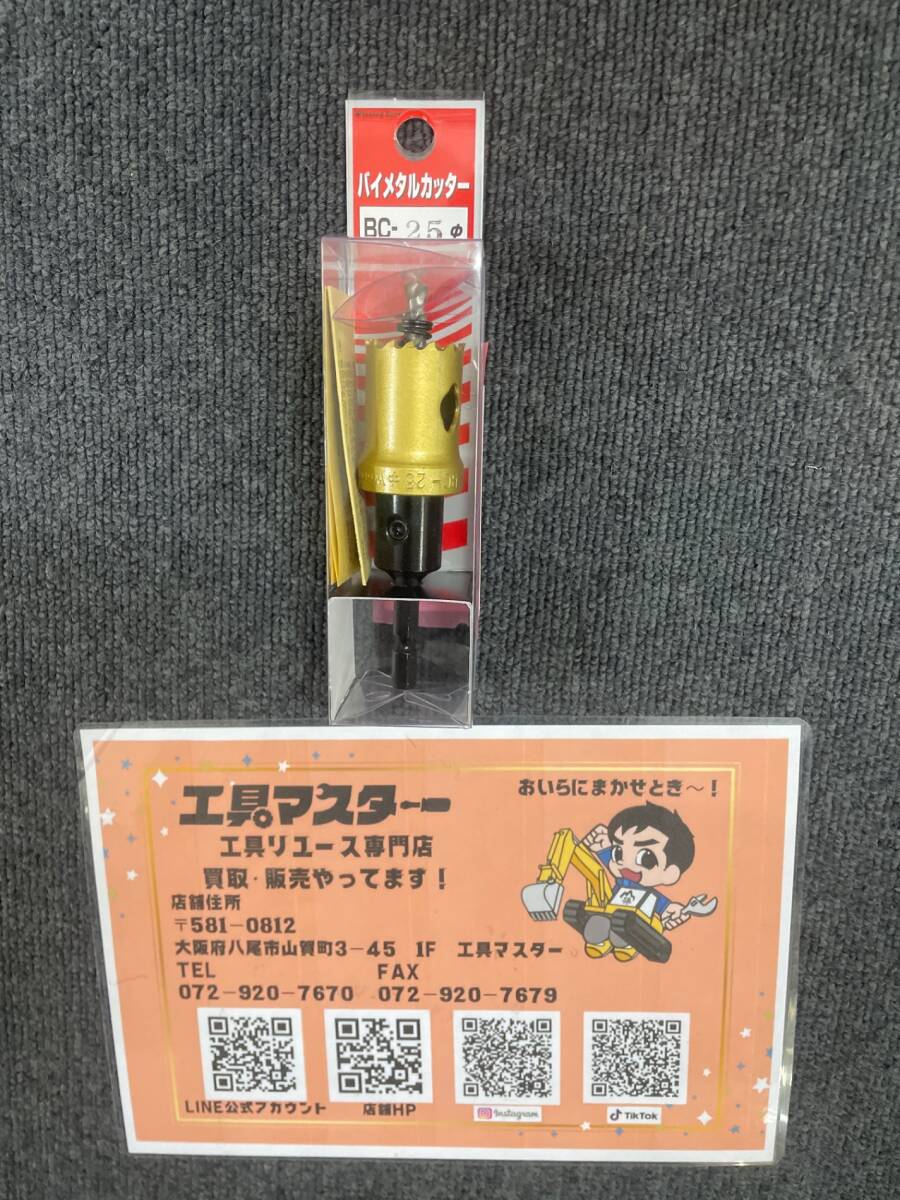 バイメタルカッター
BC-25φ
BC-25φ
工具マスター
工具リユース専門店
買取・販売やってます！
おいらにまかせとき〜！
店舗住所
〒581-0812
大阪府八尾市山賀町3-45 1F 工具マスター
TEL FAX
072-920-7670 072-920-7679
LINE公式アカウント 店舗HP Instagram TikTok